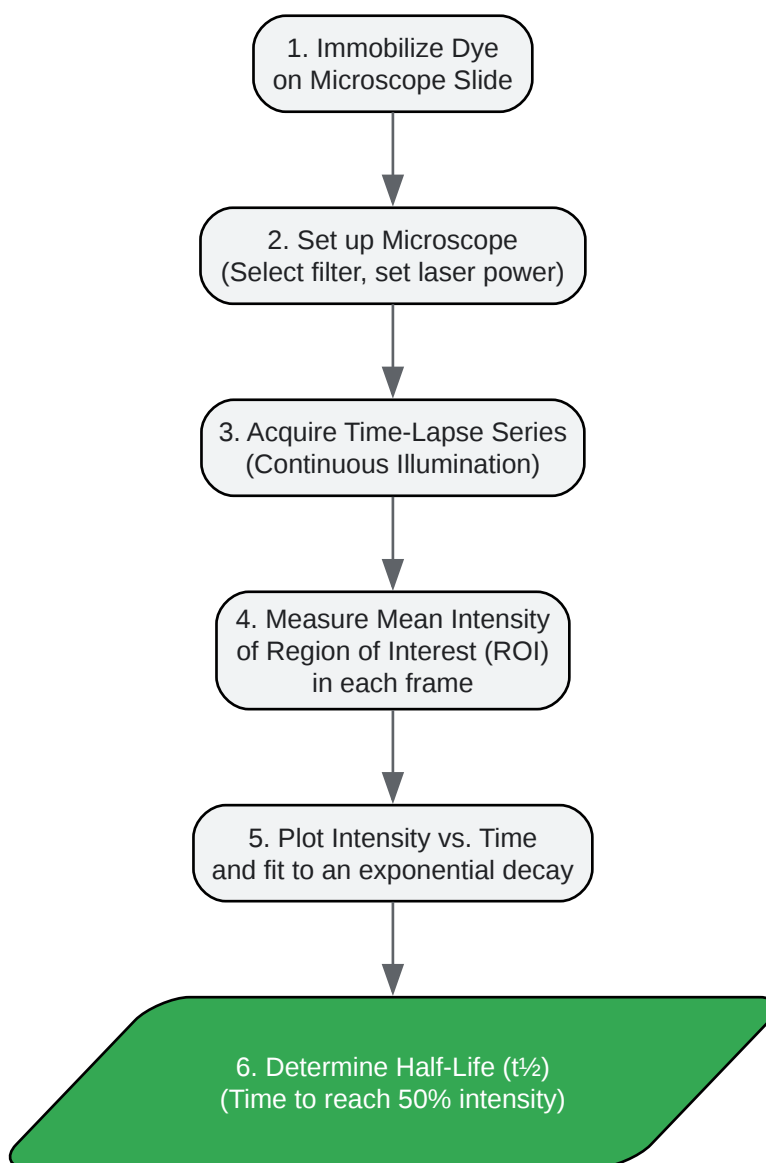 1. Immobilize Dye
on Microscope Slide
2. Set up Microscope
(Select filter, set laser power)
3. Acquire Time-Lapse Series
(Continuous Illumination)
4. Measure Mean Intensity
of Region of Interest (ROI)
in each frame
5. Plot Intensity vs. Time
and fit to an exponential decay
6. Determine Half-Life (t½)
(Time to reach 50% intensity)